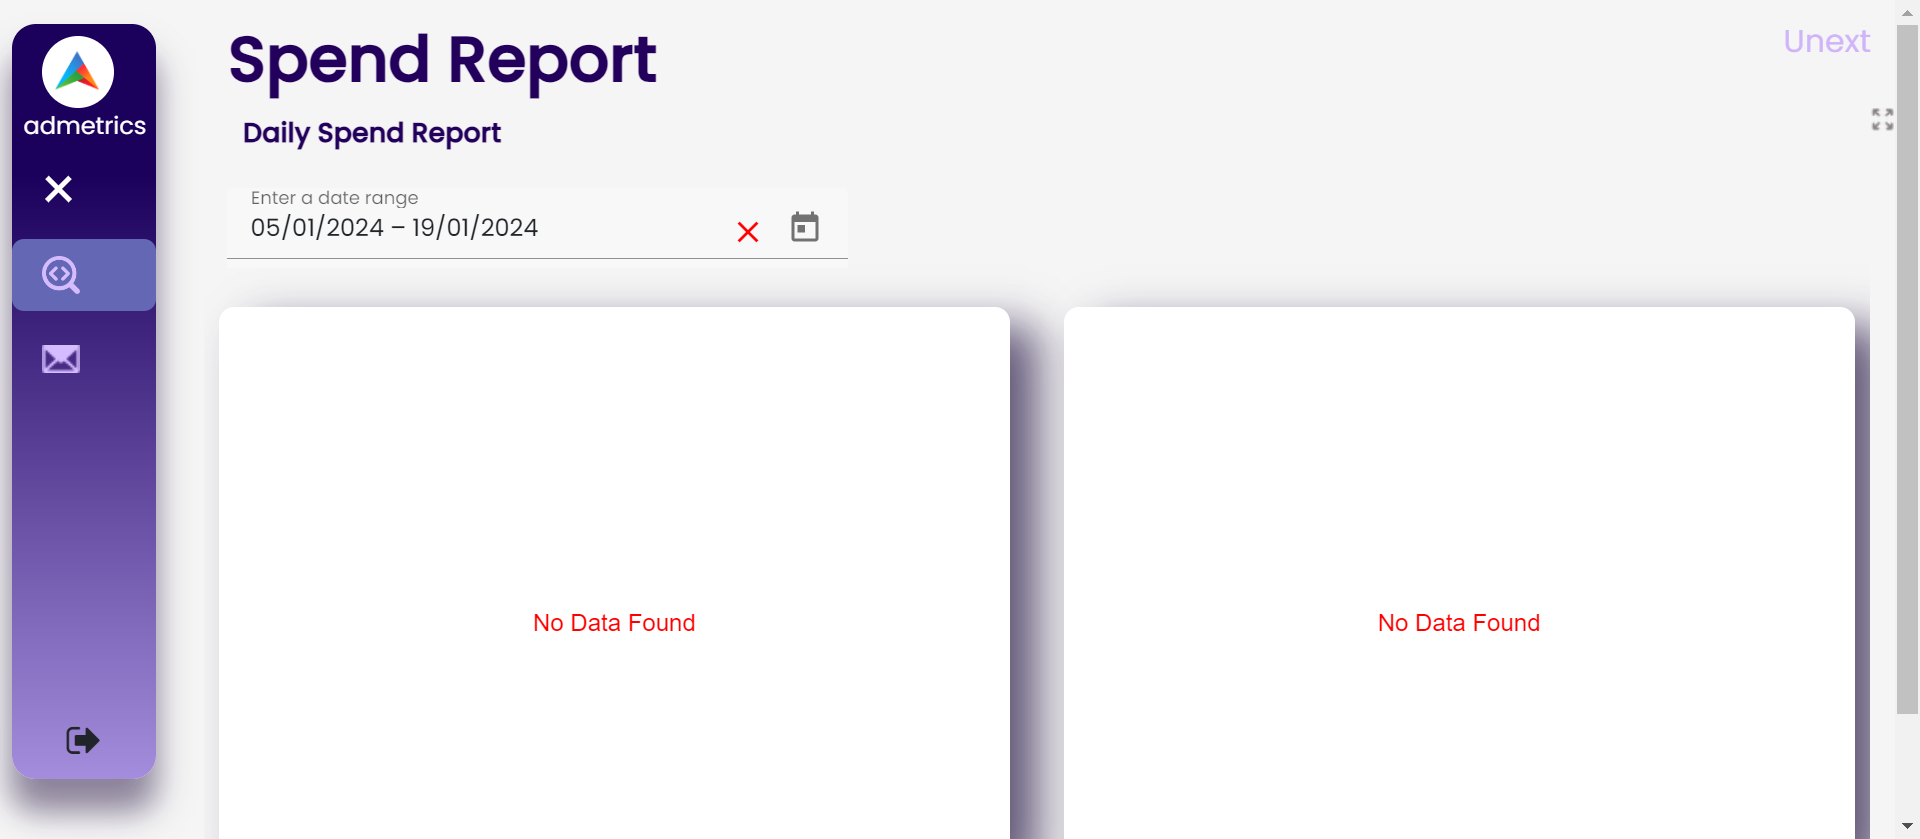 admetrics
Spend Report
Unext
Daily Spend Report
Enter a date range
05/01/2024 – 19/01/2024
No Data Found
No Data Found